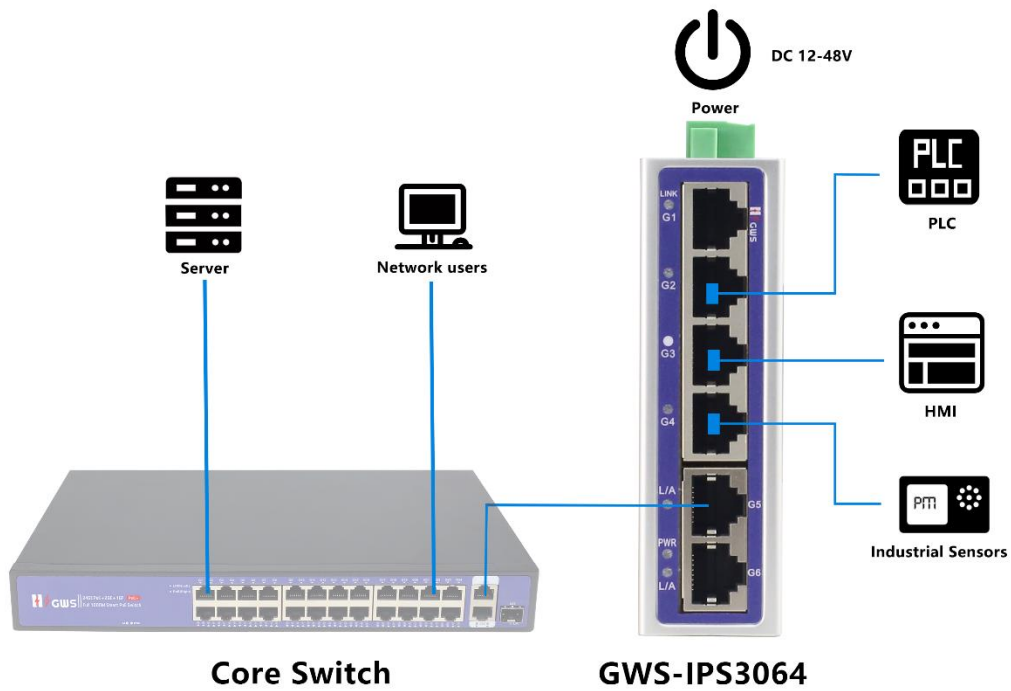 DC 12-48V
Power
PLC
PLC
LINK
G1
GWS
Server
Network users
G2
G3
HMI
G4
L/A
G5
PM
Industrial Sensors
PWR
G6
L/A
GWS
Core Switch
GWS-IPS3064